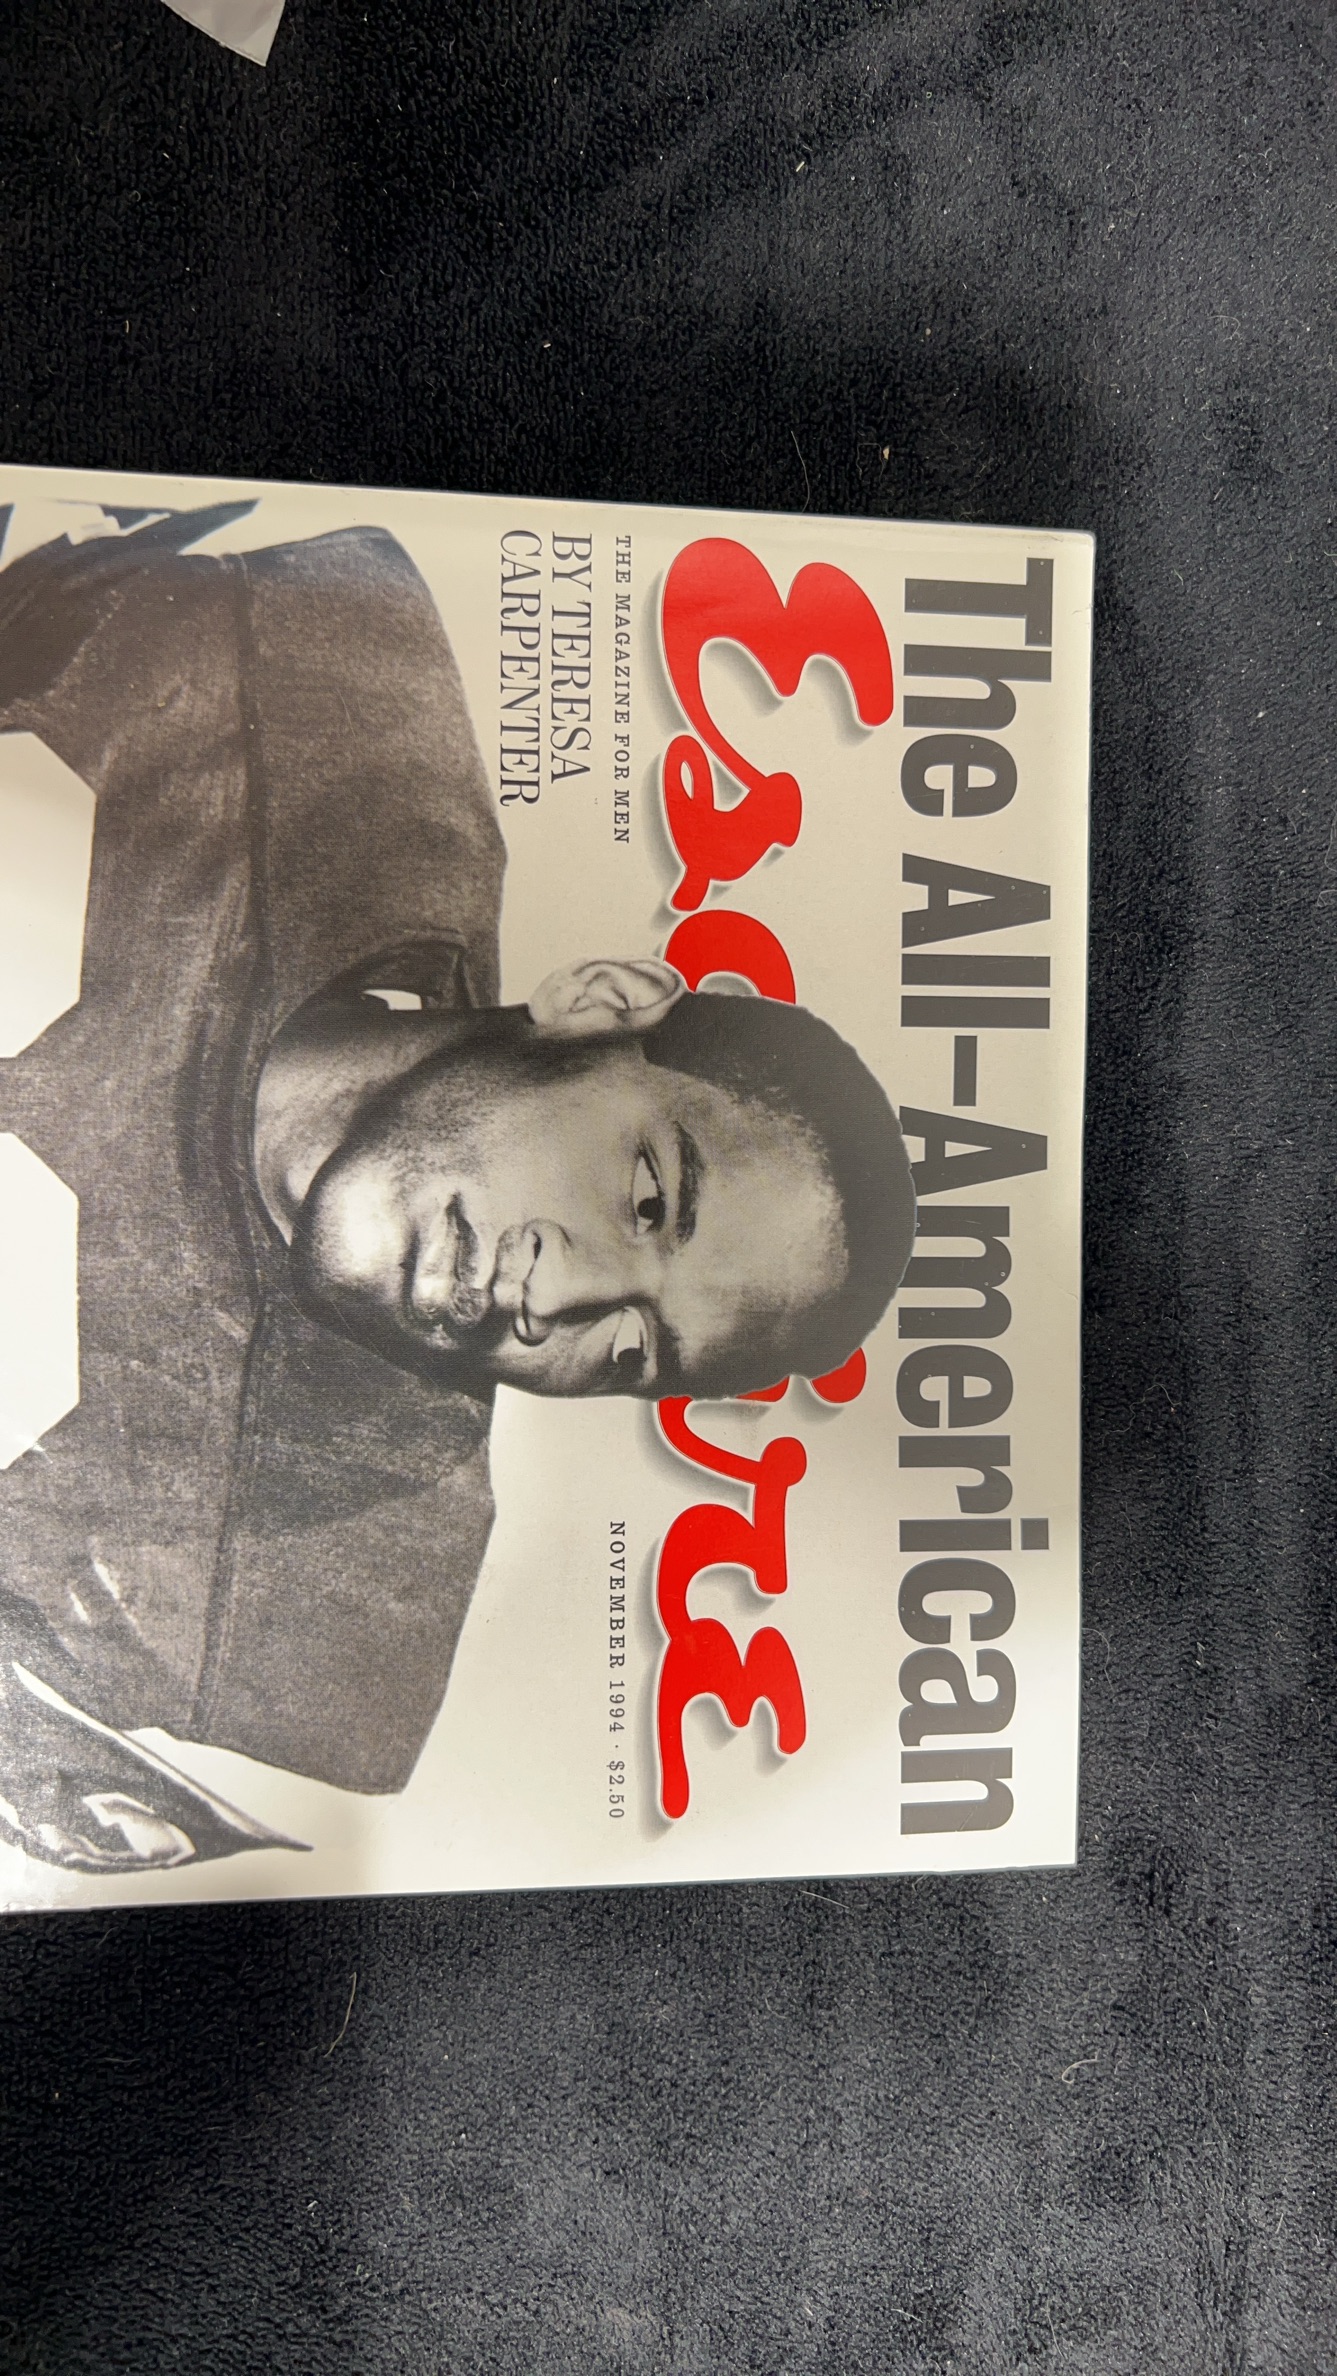 The All-American
Esquire
THE MAGAZINE FOR MEN
NOVEMBER 1994 · $2.50
BY TERESA
CARPENTER